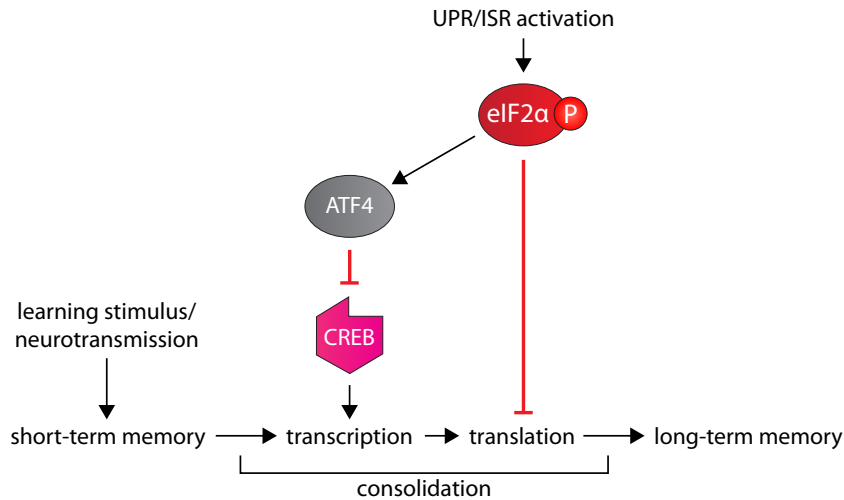 UPR/ISR activation
eIF2α P
ATF4
learning stimulus/
neurotransmission
CREB
short-term memory
transcription
translation
long-term memory
consolidation